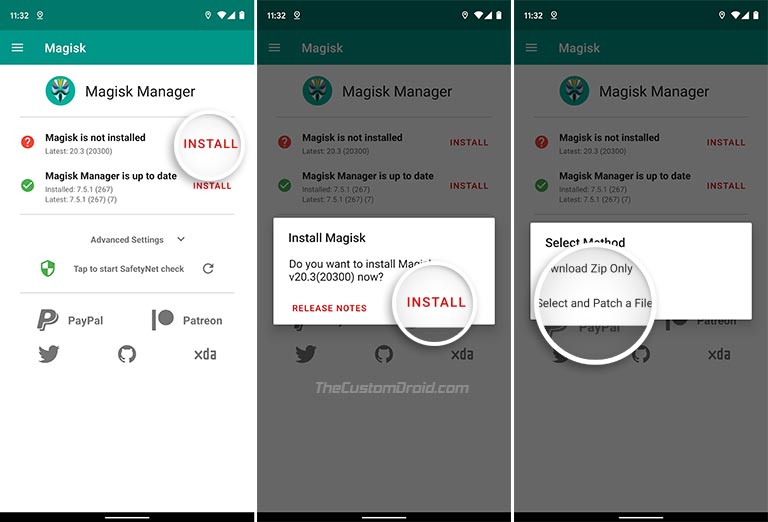 11:32
Magisk
Magisk Manager
Magisk is not installed
Latest: 20.3 (20300)
INSTALL
Magisk Manager is up to date
Installed: 7.5.1 (267)
Latest: 7.5.1 (267) (7)
INSTALL
Advanced Settings
Tap to start SafetyNet check
PayPal
Patreon
xda
11:32
Magisk
Magisk Manager
Magisk is not installed
Latest: 20.3 (20300)
INSTALL
Magisk Manager is up to date
Installed: 7.5.1 (267)
Latest: 7.5.1 (267) (7)
INSTALL
Install Magisk
Do you want to install Magisk
v20.3(20300) now?
RELEASE NOTES
INSTALL
xda
TheCustomDroid.com
11:32
Magisk
Magisk Manager
Magisk is not installed
Latest: 20.3 (20300)
INSTALL
Magisk Manager is up to date
Installed: 7.5.1 (267)
Latest: 7.5.1 (267) (7)
INSTALL
Select Method
wnload Zip Only
Select and Patch a File
PayPal
Patreon
xda